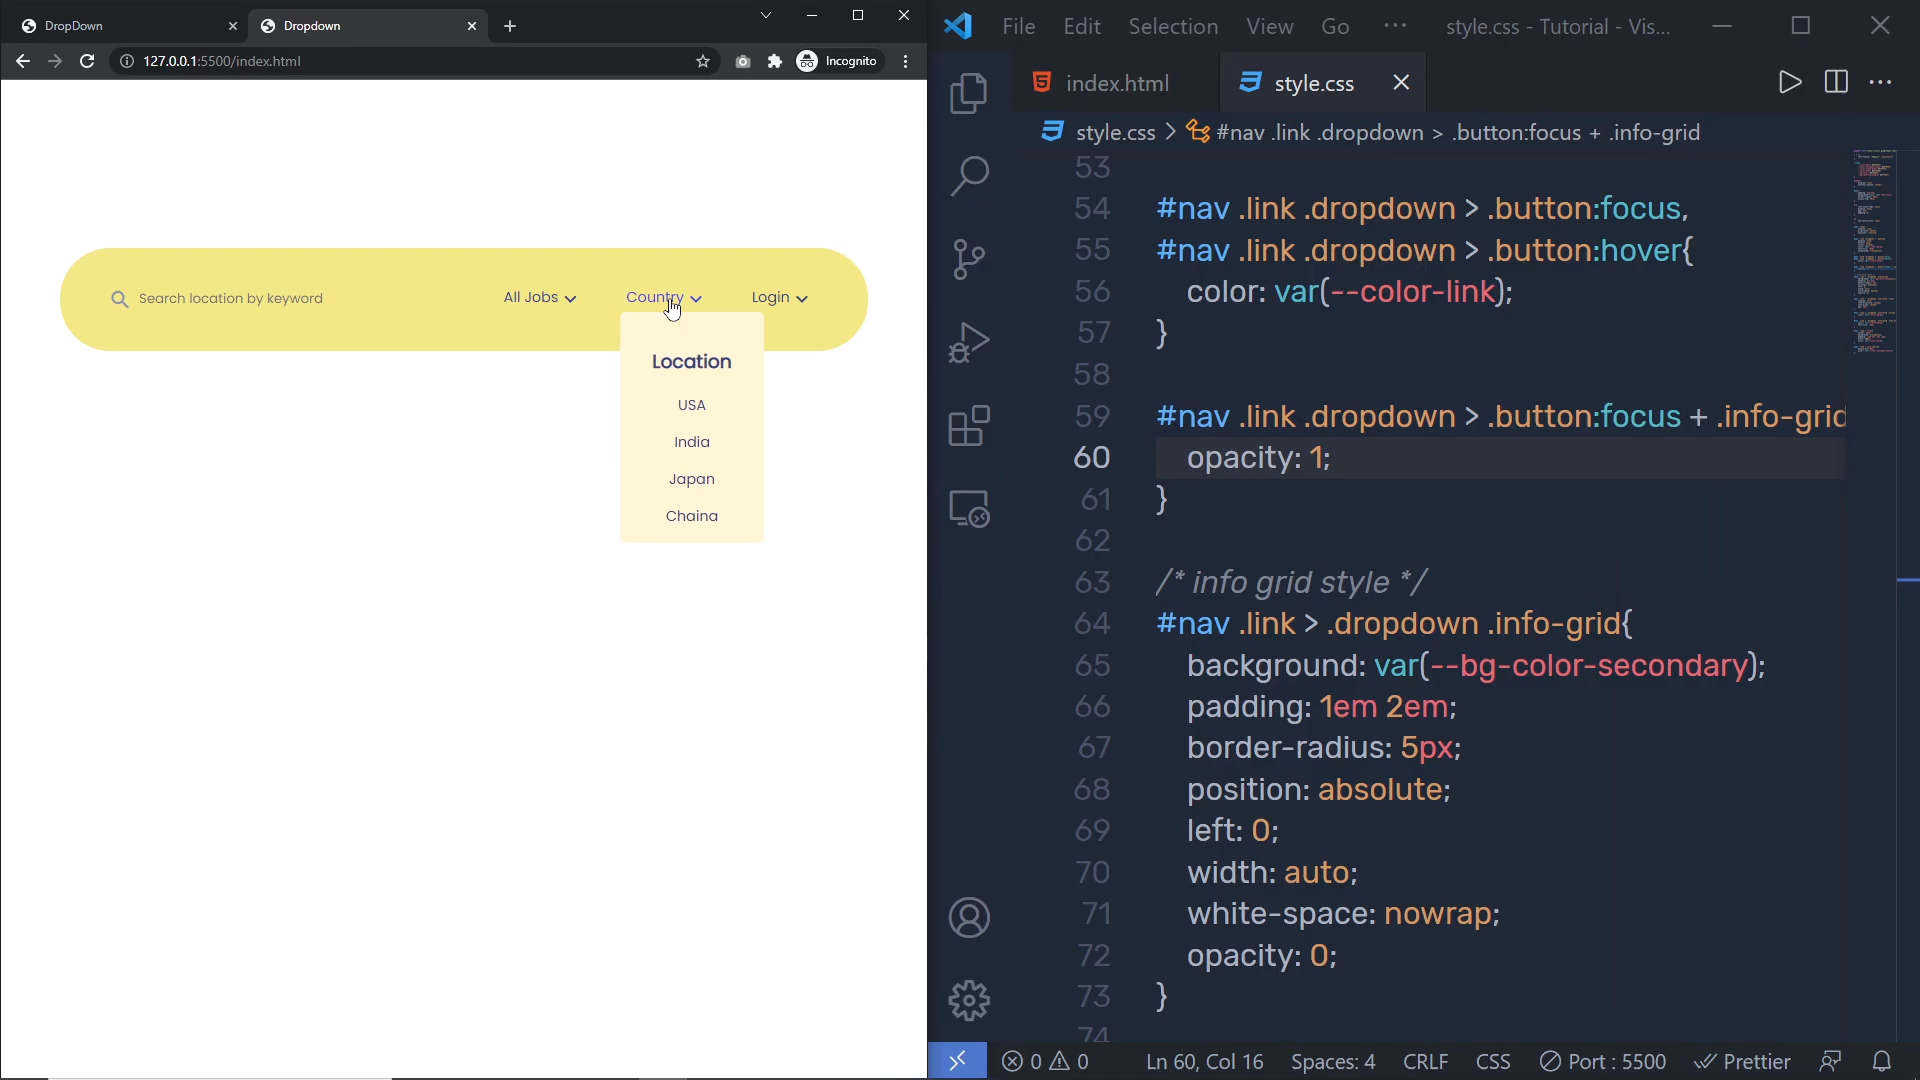 DropDown
Dropdown
127.0.0.1:5500/index.html
Incognito
Search location by keyword
All Jobs
Country
Login
Location
USA
India
Japan
Chaina
File Edit Selection View Go ··· style.css - Tutorial - Vis...
index.html
style.css
style.css > #nav .link .dropdown > .button:focus + .info-grid
53
54 #nav .link .dropdown > .button:focus,
55 #nav .link .dropdown > .button:hover{
56 color: var(--color-link);
57 }
58
59 #nav .link .dropdown > .button:focus + .info-grid
60 opacity: 1;
61 }
62
63 /* info grid style */
64 #nav .link > .dropdown .info-grid{
65 background: var(--bg-color-secondary);
66 padding: 1em 2em;
67 border-radius: 5px;
68 position: absolute;
69 left: 0;
70 width: auto;
71 white-space: nowrap;
72 opacity: 0;
73 }
74
0 0 Ln 60, Col 16 Spaces: 4 CRLF CSS Port : 5500 Prettier